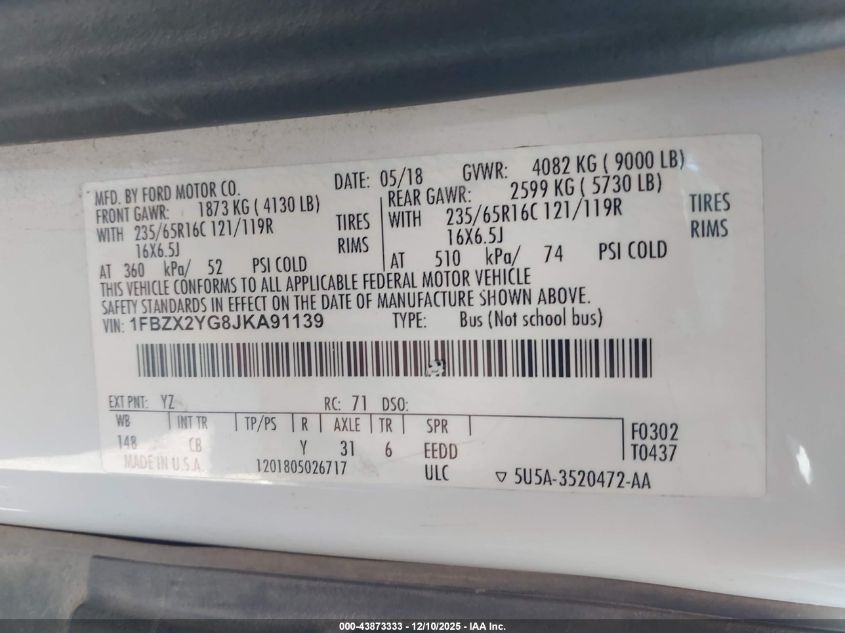 MFD. BY FORD MOTOR CO. DATE: 05/18 GVWR: 4082 KG ( 9000 LB)
FRONT GAWR: 1873 KG ( 4130 LB) REAR GAWR: 2599 KG ( 5730 LB)
WITH 235/65R16C 121/119R TIRES WITH 235/65R16C 121/119R TIRES
16X6.5J RIMS 16X6.5J RIMS
AT 360 kPa/ 52 PSI COLD AT 510 kPa/ 74 PSI COLD
THIS VEHICLE CONFORMS TO ALL APPLICABLE FEDERAL MOTOR VEHICLE
SAFETY STANDARDS IN EFFECT ON THE DATE OF MANUFACTURE SHOWN ABOVE.
VIN: 1FBZX2YG8JKA91139 TYPE: Bus (Not school bus)
EXT PNT: YZ RC: 71 DSO:
WB INT TR TP/PS R AXLE TR SPR F0302
148 CB Y 31 6 EEDD T0437
MADE IN U.S.A. 1201805026717 ULC 5U5A-3520472-AA
000-43873333 - 12/10/2025 - IAA Inc.